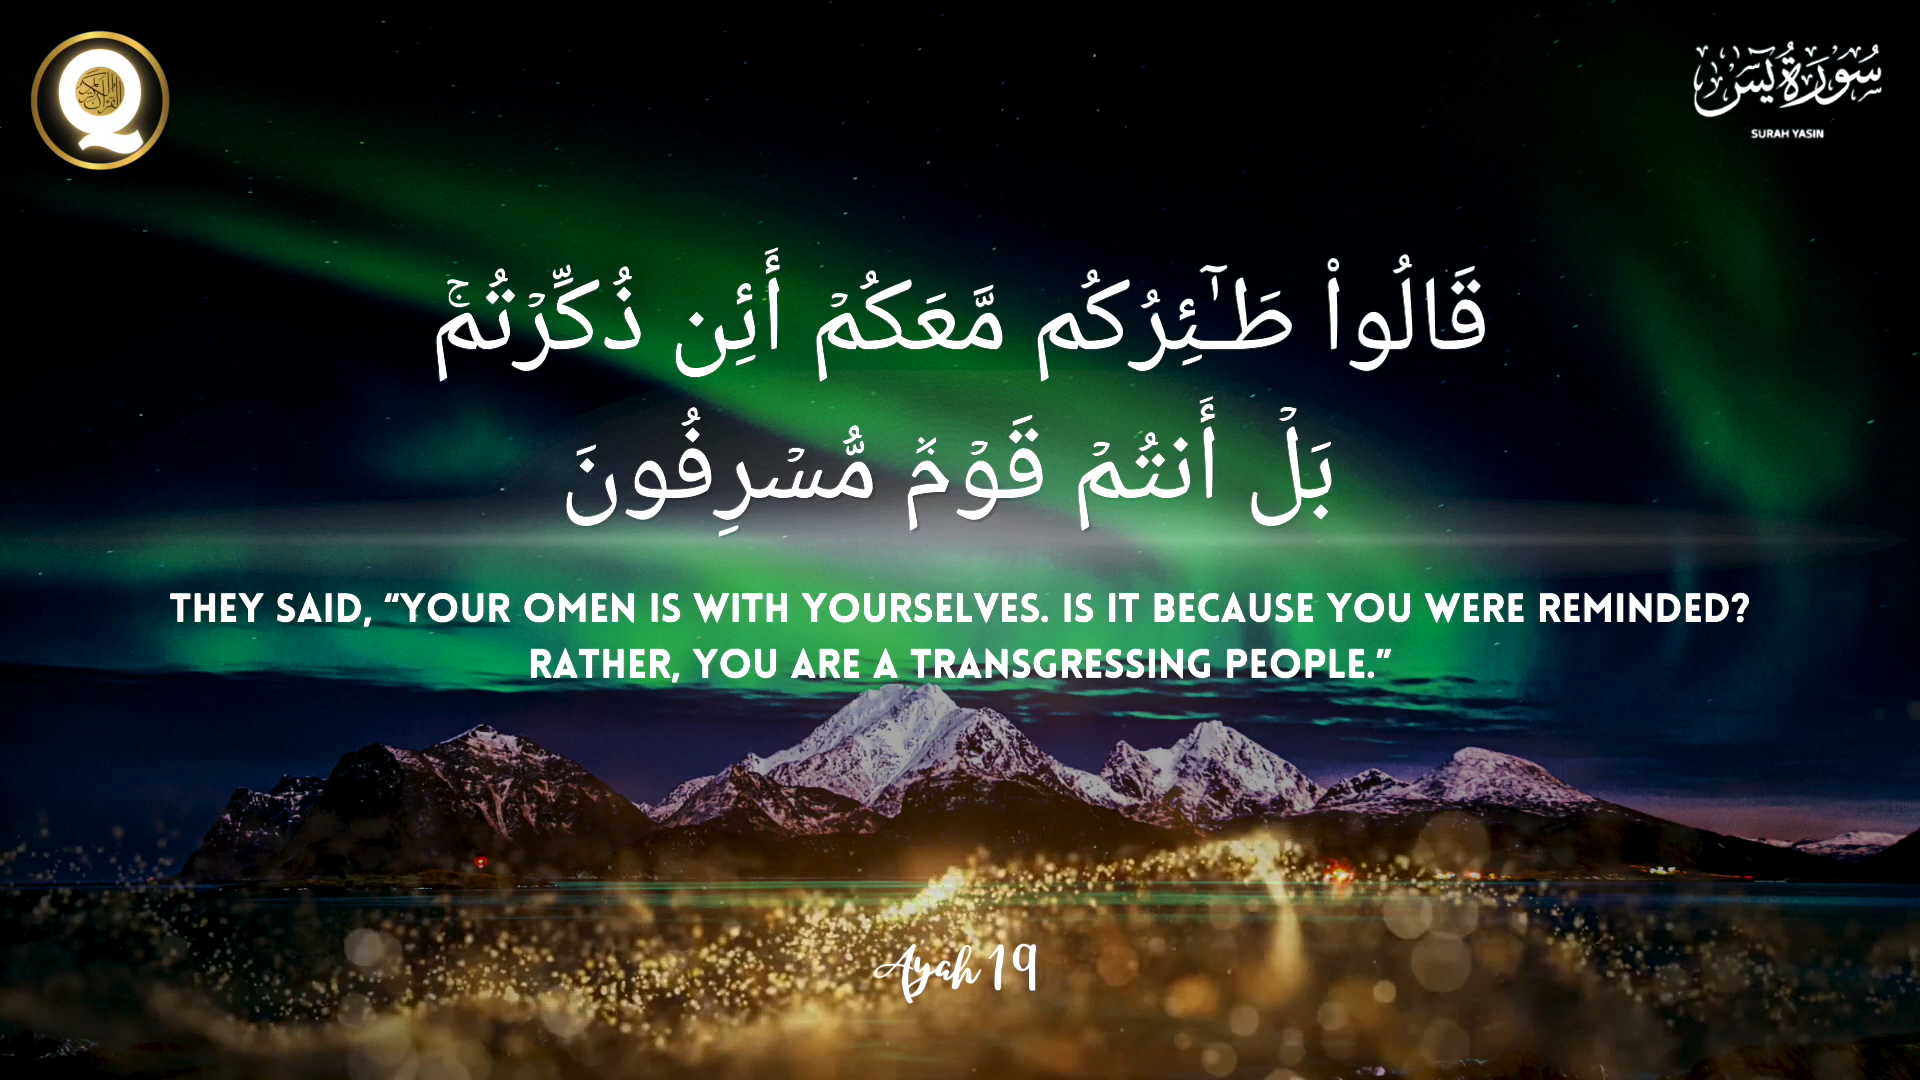 سُورَةُ يسٓ
SURAH YASIN
قَالُوا۟ طَـٰٓئِرُكُم مَّعَكُمْ أَئِن ذُكِّرْتُم ۚ
بَلْ أَنتُمْ قَوْمٌ مُّسْرِفُونَ
THEY SAID, “YOUR OMEN IS WITH YOURSELVES. IS IT BECAUSE YOU WERE REMINDED?
RATHER, YOU ARE A TRANSGRESSING PEOPLE.”
Ayah 19